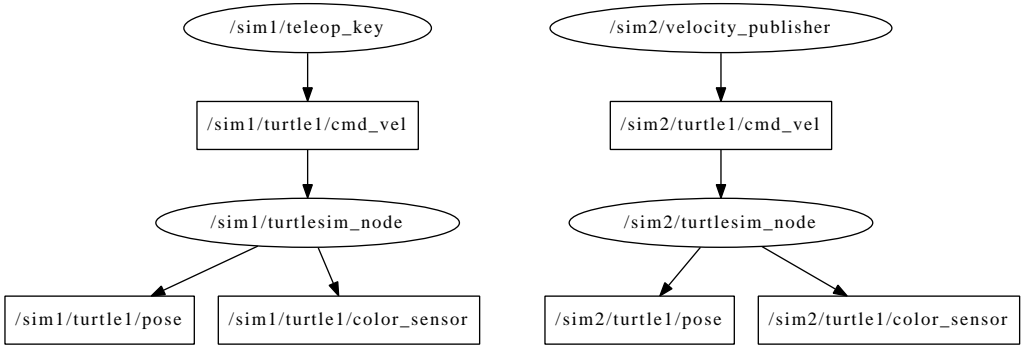 /sim1/teleop_key
/sim2/velocity_publisher
/sim1/turtle1/cmd_vel
/sim2/turtle1/cmd_vel
/sim1/turtlesim_node
/sim2/turtlesim_node
/sim1/turtle1/pose
/sim1/turtle1/color_sensor
/sim2/turtle1/pose
/sim2/turtle1/color_sensor